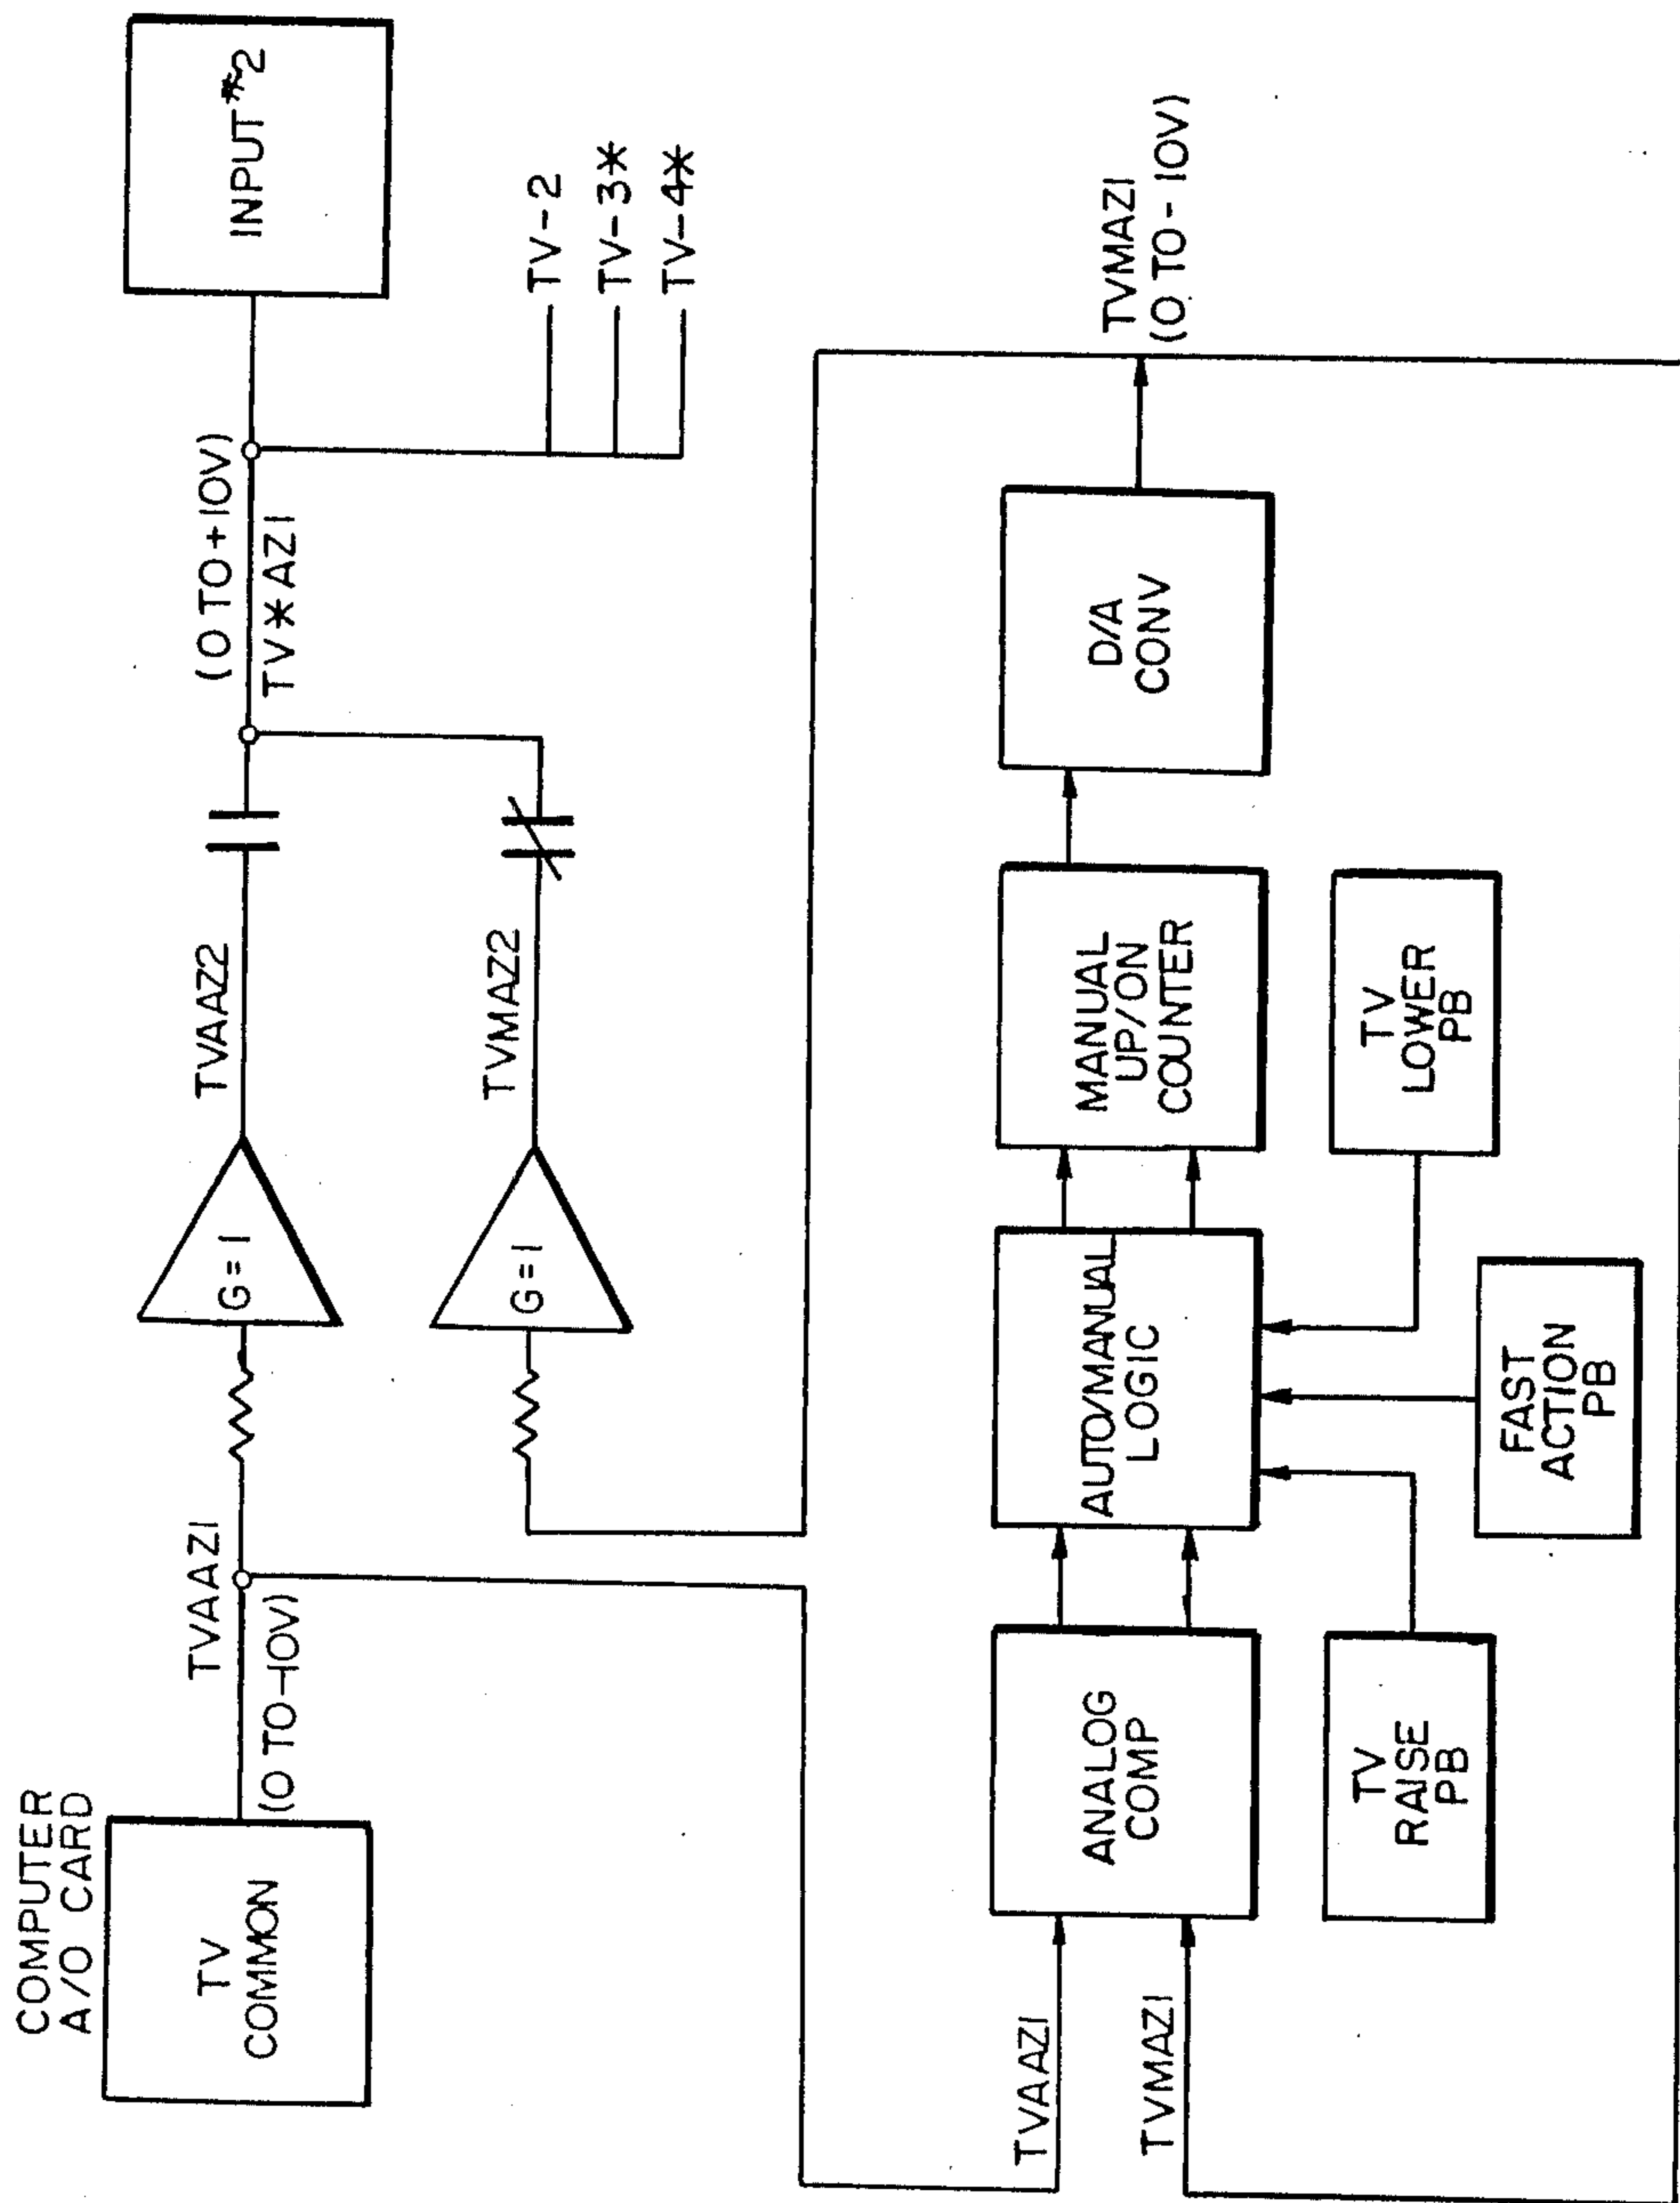 COMPUTER
A/O CARD
TV
COMMON
TVAAZ1
(0 TO-10V)
G=1
TVAAZ2
(0 TO+10V)
TV*AZ1
INPUT#2
G=1
TVMAZ2
TV-2
TV-3*
TV-4*
TVAAZ1
TVMAZ1
ANALOG
COMP
AUTO/MANUAL
LOGIC
MANUAL
UP/ON
COUNTER
D/A
CONV
TVMAZ1
(0 TO-10V)
TV
RAISE
PB
FAST
ACTION
PB
TV
LOWER
PB